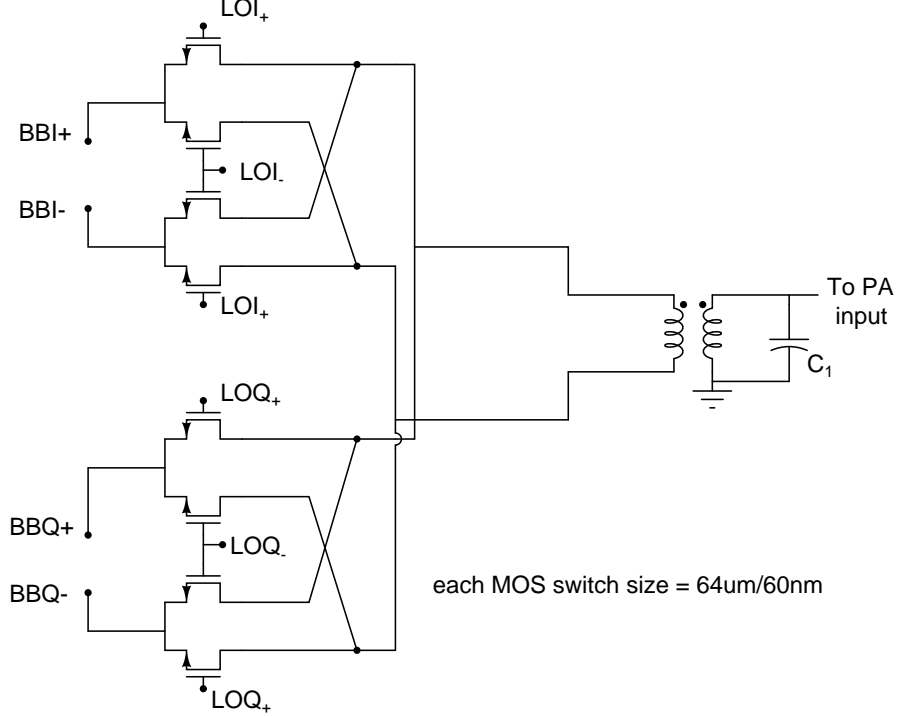 LOI+
BBI+
LOI-
BBI-
LOI+
To PA
input
C1
LOQ+
BBQ+
LOQ-
BBQ-
each MOS switch size = 64um/60nm
LOQ+